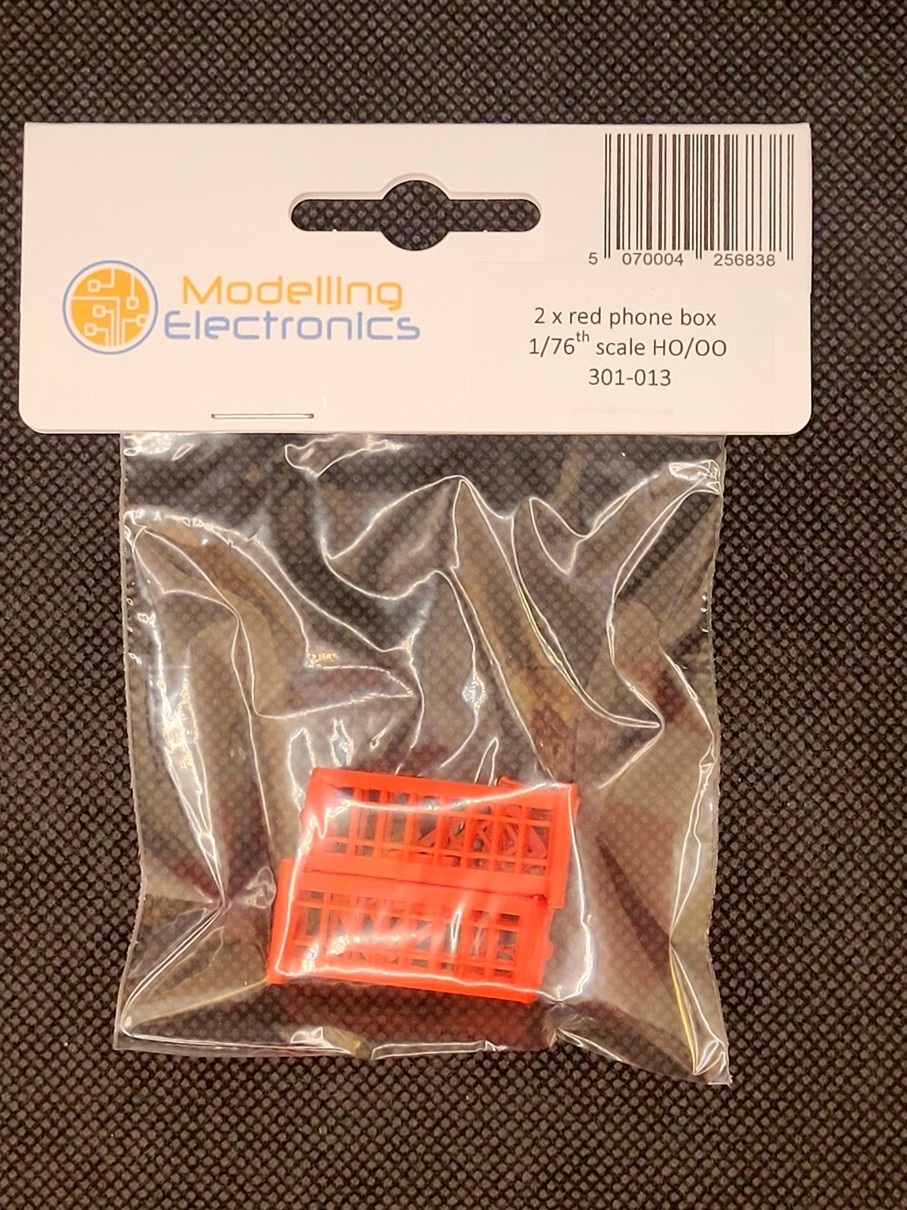 5 070004 256838
Modelling
Electronics
2 x red phone box
1/76th scale HO/OO
301-013